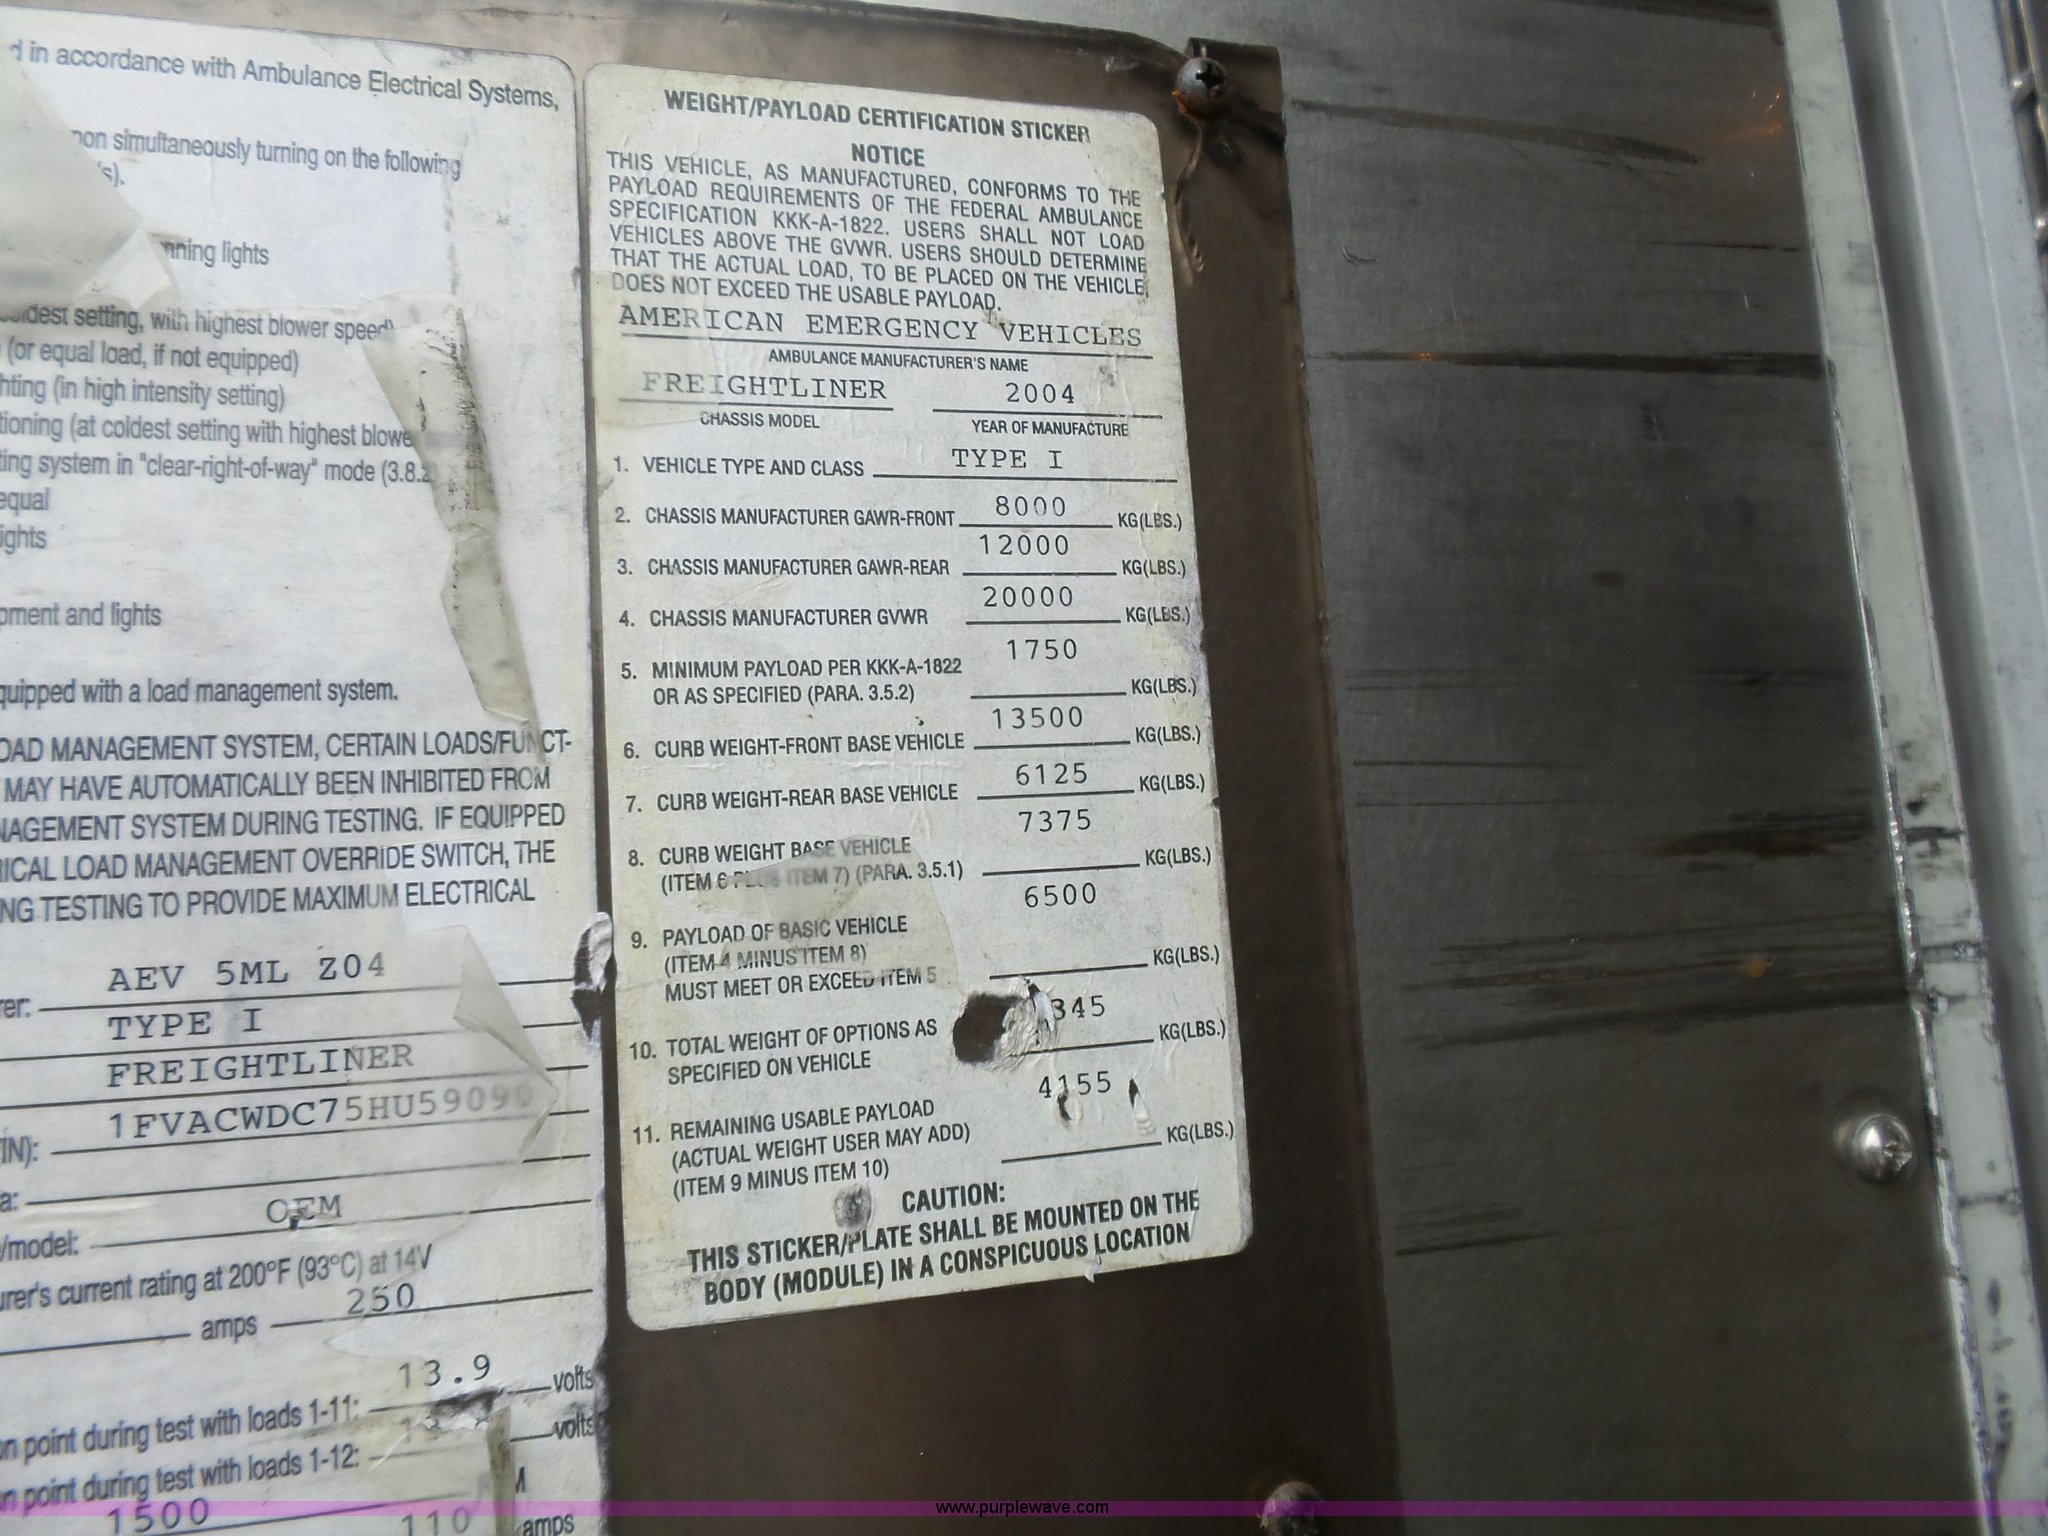 d in accordance with Ambulance Electrical Systems,
simultaneously turning on the following
(s).
lights
setting, with highest blower speed)
(or equal load, if not equipped)
hting (in high intensity setting)
tioning (at coldest setting with highest blowe
ting system in "clear-right-of-way" mode (3.8.2
equal
ights
pment and lights
quipped with a load management system.
OAD MANAGEMENT SYSTEM, CERTAIN LOADS/FUNCT-
MAY HAVE AUTOMATICALLY BEEN INHIBITED FROM
NAGEMENT SYSTEM DURING TESTING. IF EQUIPPED
RICAL LOAD MANAGEMENT OVERRIDE SWITCH, THE
NG TESTING TO PROVIDE MAXIMUM ELECTRICAL
rer: AEV 5ML Z04
TYPE I
FREIGHTLINER
IN): 1FVACWDC75HU59090
a:
/model: OEM
urer's current rating at 200°F (93°C) at 14V
amps 250
on point during test with loads 1-11: 13.9 volts
on point during test with loads 1-12: volts
1500 110 amps
WEIGHT/PAYLOAD CERTIFICATION STICKER
NOTICE
THIS VEHICLE, AS MANUFACTURED, CONFORMS TO THE
PAYLOAD REQUIREMENTS OF THE FEDERAL AMBULANCE
SPECIFICATION KKK-A-1822. USERS SHALL NOT LOAD
VEHICLES ABOVE THE GVWR. USERS SHOULD DETERMINE
THAT THE ACTUAL LOAD, TO BE PLACED ON THE VEHICLE,
DOES NOT EXCEED THE USABLE PAYLOAD.
AMERICAN EMERGENCY VEHICLES
AMBULANCE MANUFACTURER'S NAME
FREIGHTLINER 2004
CHASSIS MODEL YEAR OF MANUFACTURE
1. VEHICLE TYPE AND CLASS TYPE I
2. CHASSIS MANUFACTURER GAWR-FRONT 8000 KG(LBS.)
3. CHASSIS MANUFACTURER GAWR-REAR 12000 KG(LBS.)
4. CHASSIS MANUFACTURER GVWR 20000 KG(LBS.)
5. MINIMUM PAYLOAD PER KKK-A-1822 1750
OR AS SPECIFIED (PARA. 3.5.2) KG(LBS.)
6. CURB WEIGHT-FRONT BASE VEHICLE 13500 KG(LBS.)
7. CURB WEIGHT-REAR BASE VEHICLE 6125 KG(LBS.)
8. CURB WEIGHT BASE VEHICLE 7375
(ITEM 6 PLUS ITEM 7) (PARA. 3.5.1) KG(LBS.)
9. PAYLOAD OF BASIC VEHICLE 6500
(ITEM 4 MINUS ITEM 8) KG(LBS.)
MUST MEET OR EXCEED ITEM 5
10. TOTAL WEIGHT OF OPTIONS AS 345 KG(LBS.)
SPECIFIED ON VEHICLE
11. REMAINING USABLE PAYLOAD 4155
(ACTUAL WEIGHT USER MAY ADD) KG(LBS.)
(ITEM 9 MINUS ITEM 10)
CAUTION:
THIS STICKER/PLATE SHALL BE MOUNTED ON THE
BODY (MODULE) IN A CONSPICUOUS LOCATION
www.purplewave.com